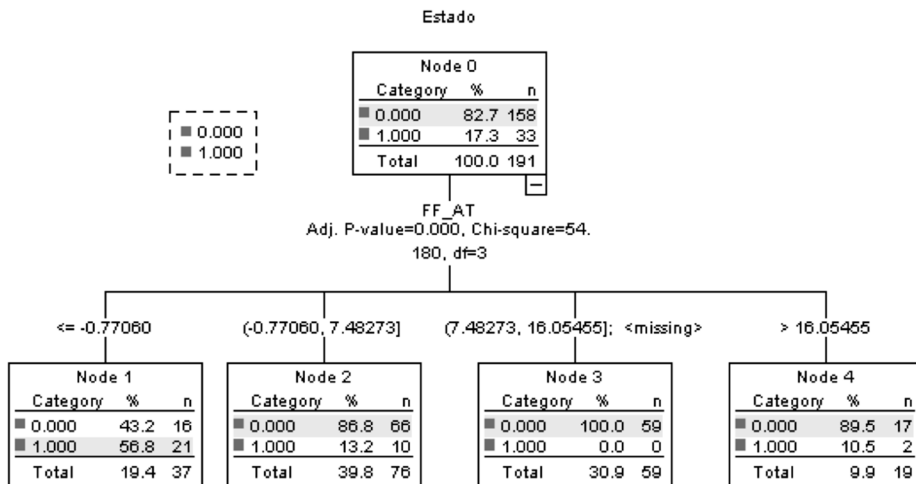 Estado
Node 0
Category % n
0.000 82.7 158
1.000 17.3 33
Total 100.0 191
0.000
1.000
FF_AT
Adj. P-value=0.000, Chi-square=54.
180, df=3
<= -0.77060
(-0.77060, 7.48273]
(7.48273, 16.05455]; <missing>
> 16.05455
Node 1
Category % n
0.000 43.2 16
1.000 56.8 21
Total 19.4 37
Node 2
Category % n
0.000 86.8 66
1.000 13.2 10
Total 39.8 76
Node 3
Category % n
0.000 100.0 59
1.000 0.0 0
Total 30.9 59
Node 4
Category % n
0.000 89.5 17
1.000 10.5 2
Total 9.9 19